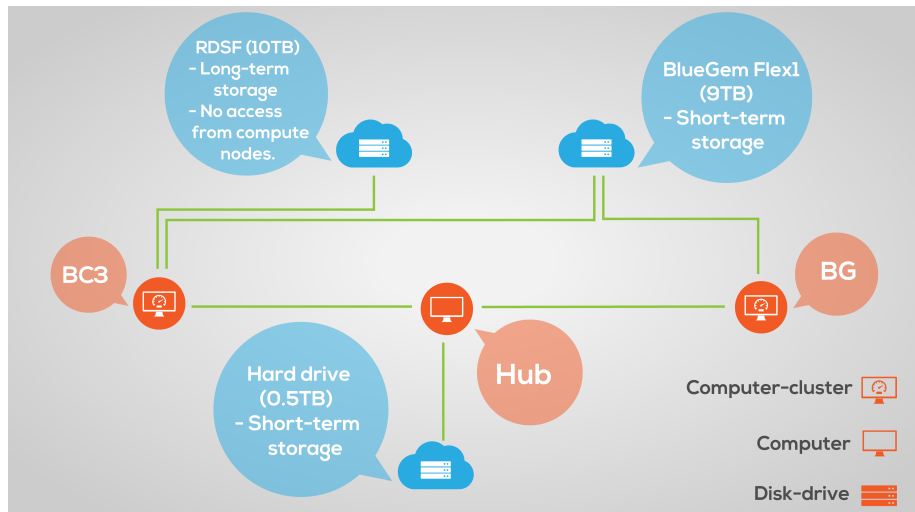 RDSF (10TB)
- Long-term
storage
- No access
from compute
nodes.
BlueGem Flex1
(9TB)
- Short-term
storage
BC3
BG
Hub
Hard drive
(0.5TB)
- Short-term
storage
Computer-cluster
Computer
Disk-drive